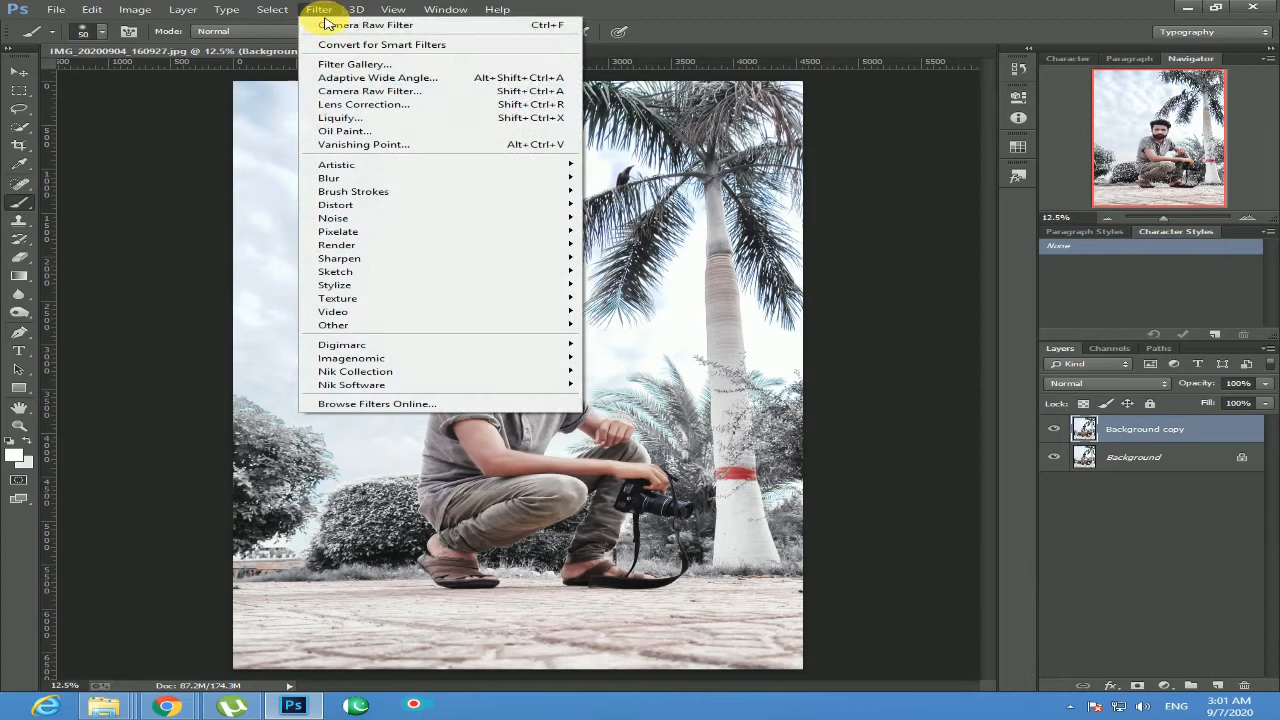 Ps File Edit Image Layer Type Select Filter 3D View Window Help
50 Mode: Normal Typography
IMG_20200904_160927.jpg @ 12.5% (Backgroun
500 0 500 1000 3500 4000 4500 5000 5500
Camera Raw Filter Ctrl+F
Convert for Smart Filters
Filter Gallery...
Adaptive Wide Angle... Alt+Shift+Ctrl+A
Camera Raw Filter... Shift+Ctrl+A
Lens Correction... Shift+Ctrl+R
Liquify... Shift+Ctrl+X
Oil Paint...
Vanishing Point... Alt+Ctrl+V
Artistic
Blur
Brush Strokes
Distort
Noise
Pixelate
Render
Sharpen
Sketch
Stylize
Texture
Video
Other
Digimarc
Imagenomic
Nik Collection
Nik Software
Browse Filters Online...
Character Paragraph Navigator
12.5%
Paragraph Styles Character Styles
None
Layers Channels Paths
Kind
Normal Opacity: 100%
Lock: Fill: 100%
Background copy
Background
12.5% Doc: 87.2M/174.3M
Ps ENG 3:01 AM
9/7/2020